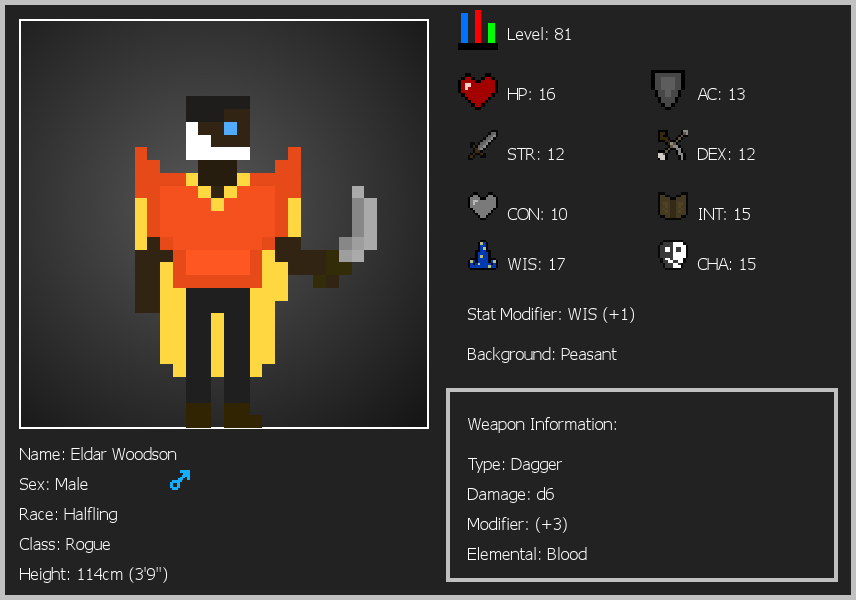 Level: 81
HP: 16
AC: 13
STR: 12
DEX: 12
CON: 10
INT: 15
WIS: 17
CHA: 15
Stat Modifier: WIS (+1)
Background: Peasant
Weapon Information:
Type: Dagger
Damage: d6
Modifier: (+3)
Elemental: Blood
Name: Eldar Woodson
Sex: Male
Race: Halfling
Class: Rogue
Height: 114cm (3'9")